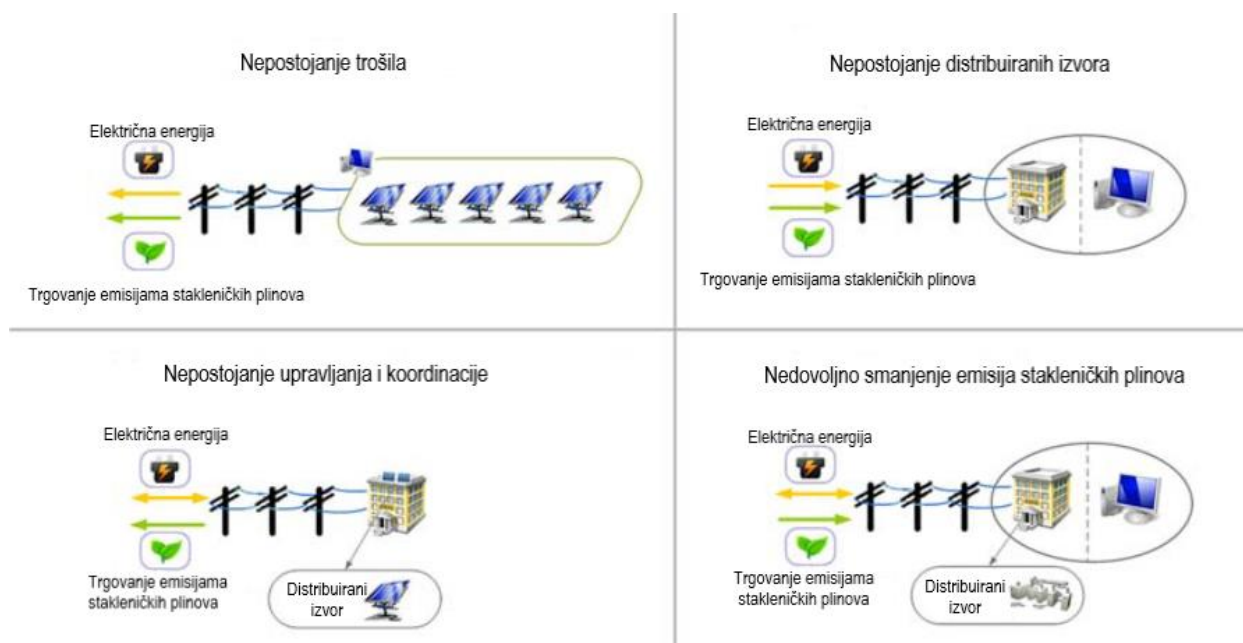 Nepostojanje trošila
Električna energija
Trgovanje emisijama stakleničkih plinova
Nepostojanje distribuiranih izvora
Električna energija
Trgovanje emisijama stakleničkih plinova
Nepostojanje upravljanja i koordinacije
Električna energija
Trgovanje emisijama
stakleničkih plinova
Distribuirani
izvor
Nedovoljno smanjenje emisija stakleničkih plinova
Električna energija
Trgovanje emisijama
stakleničkih plinova
Distribuirani
izvor